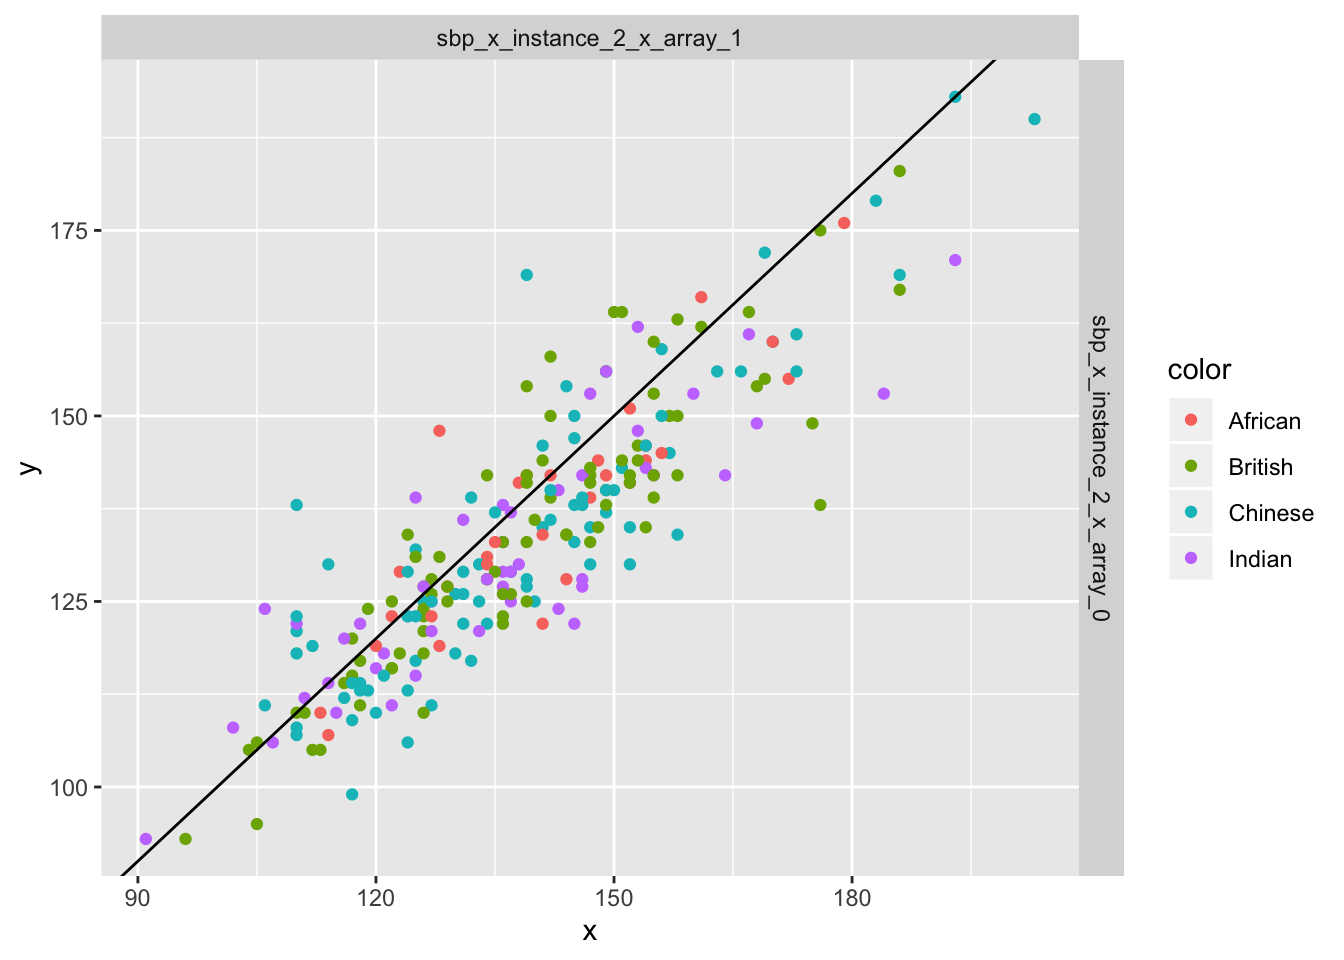 sbp_x_instance_2_x_array_1
175
150
125
100
y
sbp_x_instance_2_x_array_0
90
120
150
180
x
color
African
British
Chinese
Indian